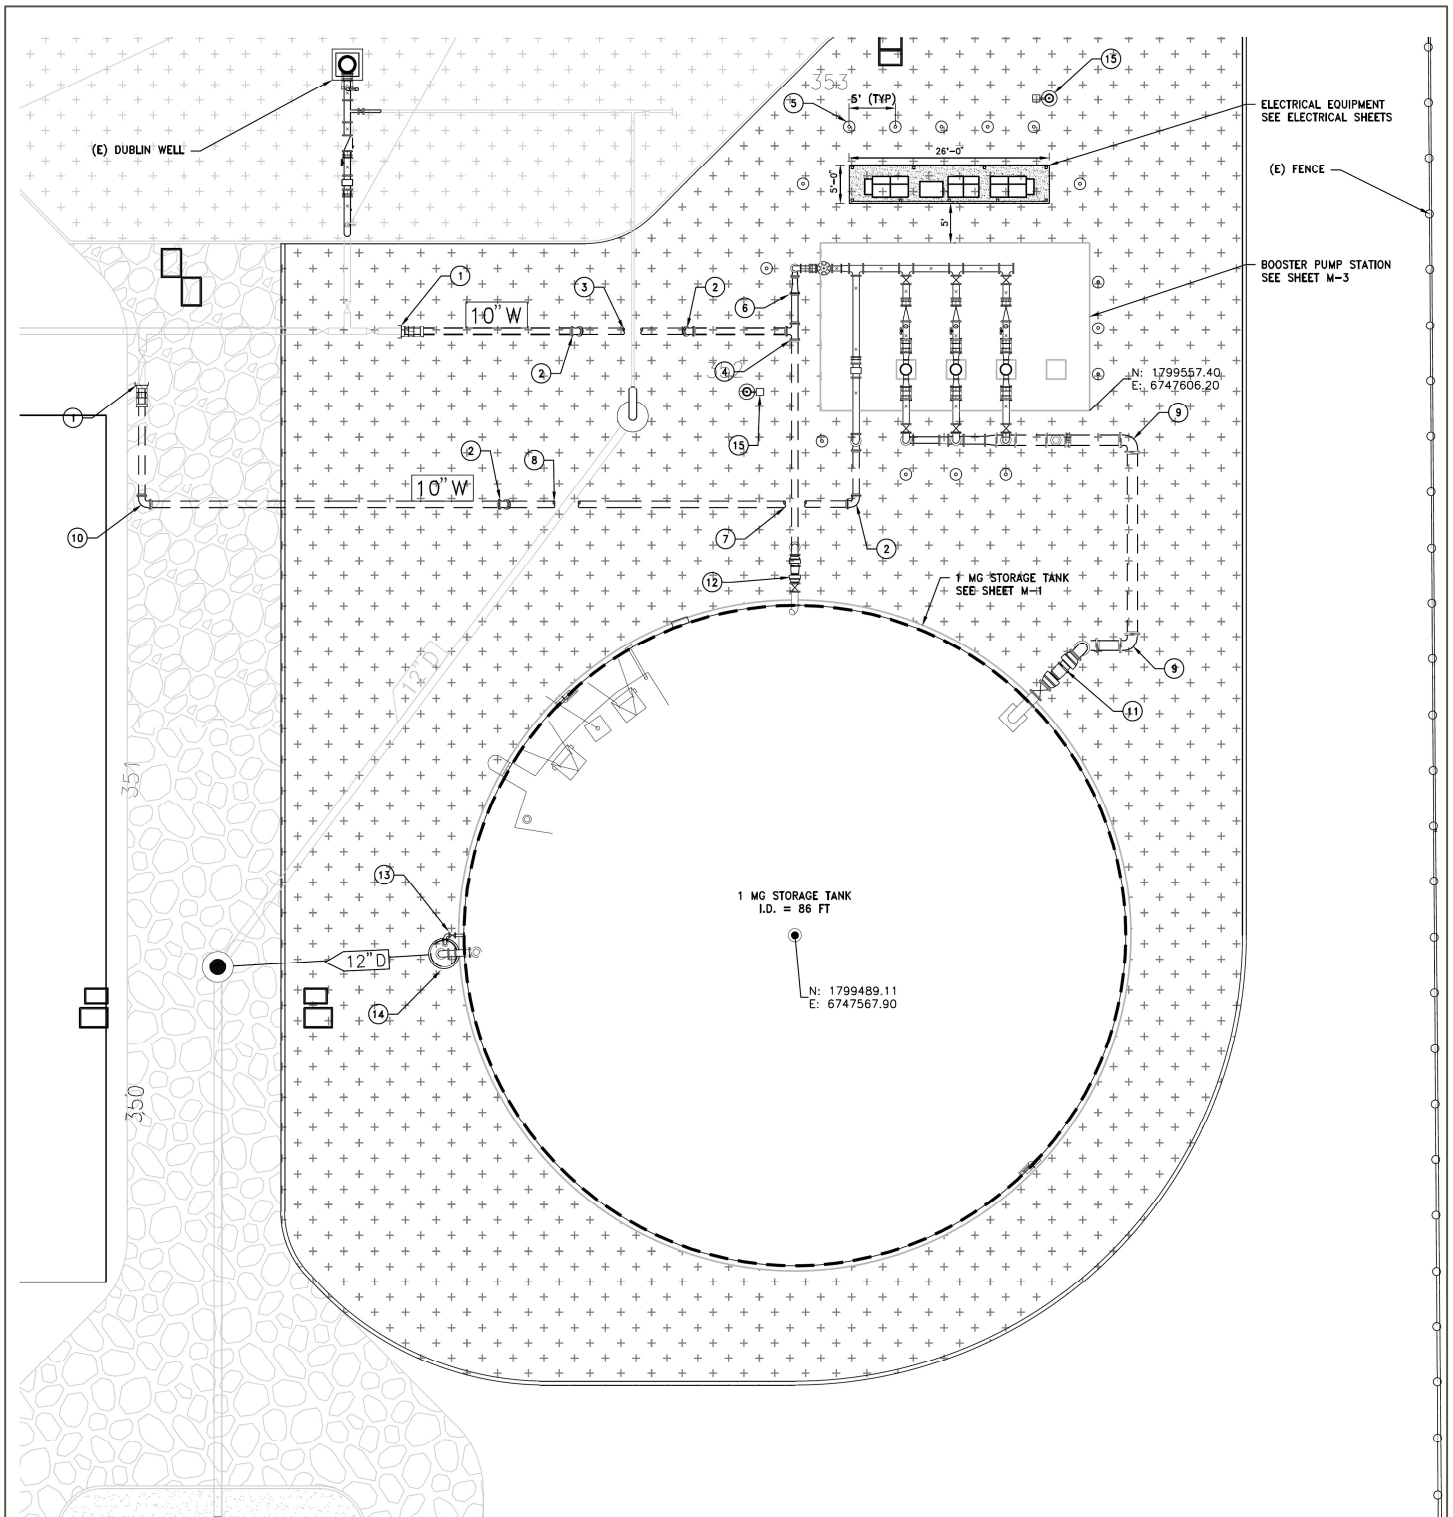 353
15
5
5' (TYP)
ELECTRICAL EQUIPMENT
SEE ELECTRICAL SHEETS
(E) DUBLIN WELL
26'-0"
(E) FENCE
5'-0"
5'
1
3
2
BOOSTER PUMP STATION
SEE SHEET M-3
6
10"W
2
4
N: 1799557.40
E: 6747606.20
1
15
9
2
8
10"W
10
7
2
12
1 MG STORAGE TANK
SEE SHEET M-1
9
12"D
11
351
13
1 MG STORAGE TANK
I.D. = 86 FT
12"D
N: 1799489.11
E: 6747567.90
14
350